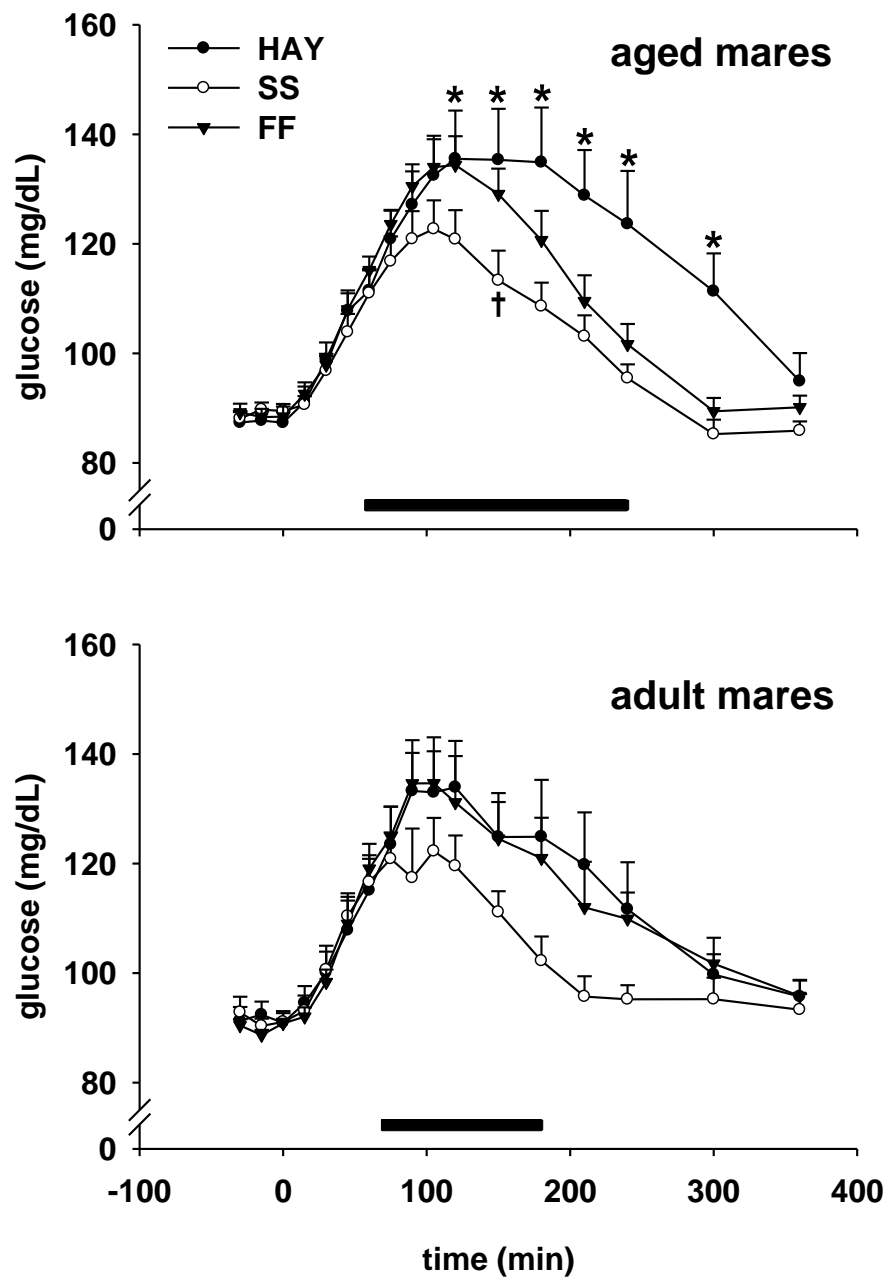 160
HAY
aged mares
SS
FF
* * * * * *
140
120
†
100
80
0
glucose (mg/dL)
160
adult mares
140
120
100
80
0
glucose (mg/dL)
-100 0 100 200 300 400
time (min)